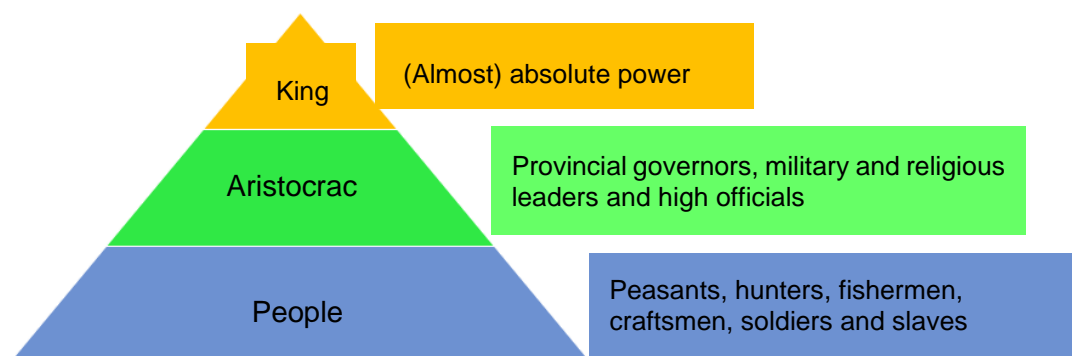 King
(Almost) absolute power
Aristocrac
Provincial governors, military and religious
leaders and high officials
People
Peasants, hunters, fishermen,
craftsmen, soldiers and slaves